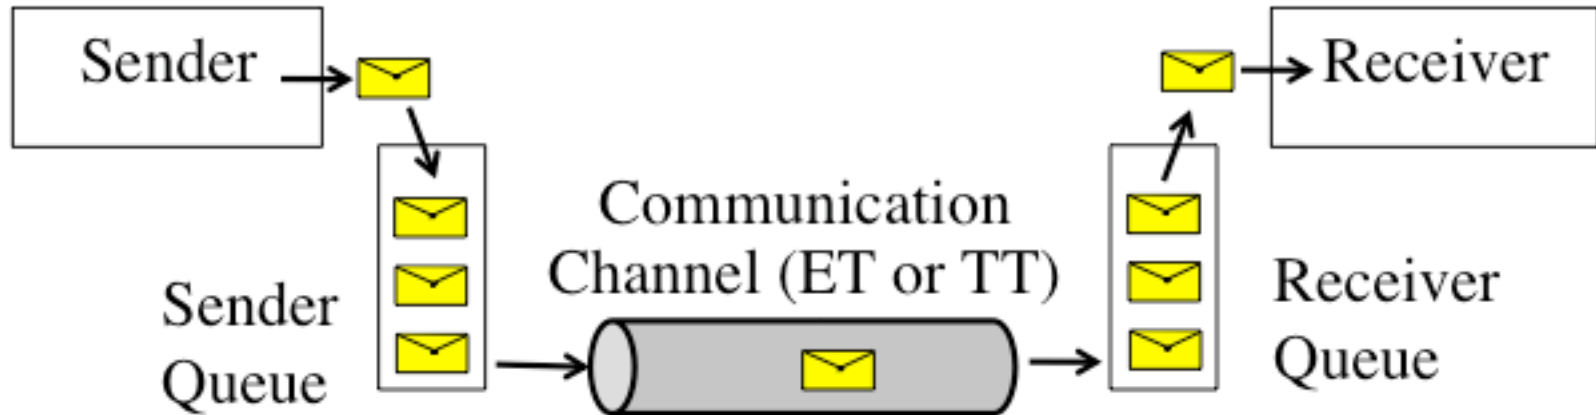 Sender
Receiver
Communication
Channel (ET or TT)
Sender
Queue
Receiver
Queue